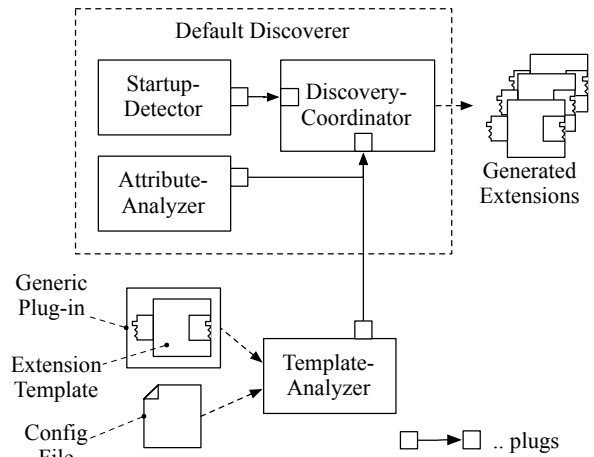 Default Discoverer
Startup-
Detector
Discovery-
Coordinator
Attribute-
Analyzer
Generated
Extensions
Generic
Plug-in
Extension
Template
Template-
Analyzer
Config
File
.. plugs